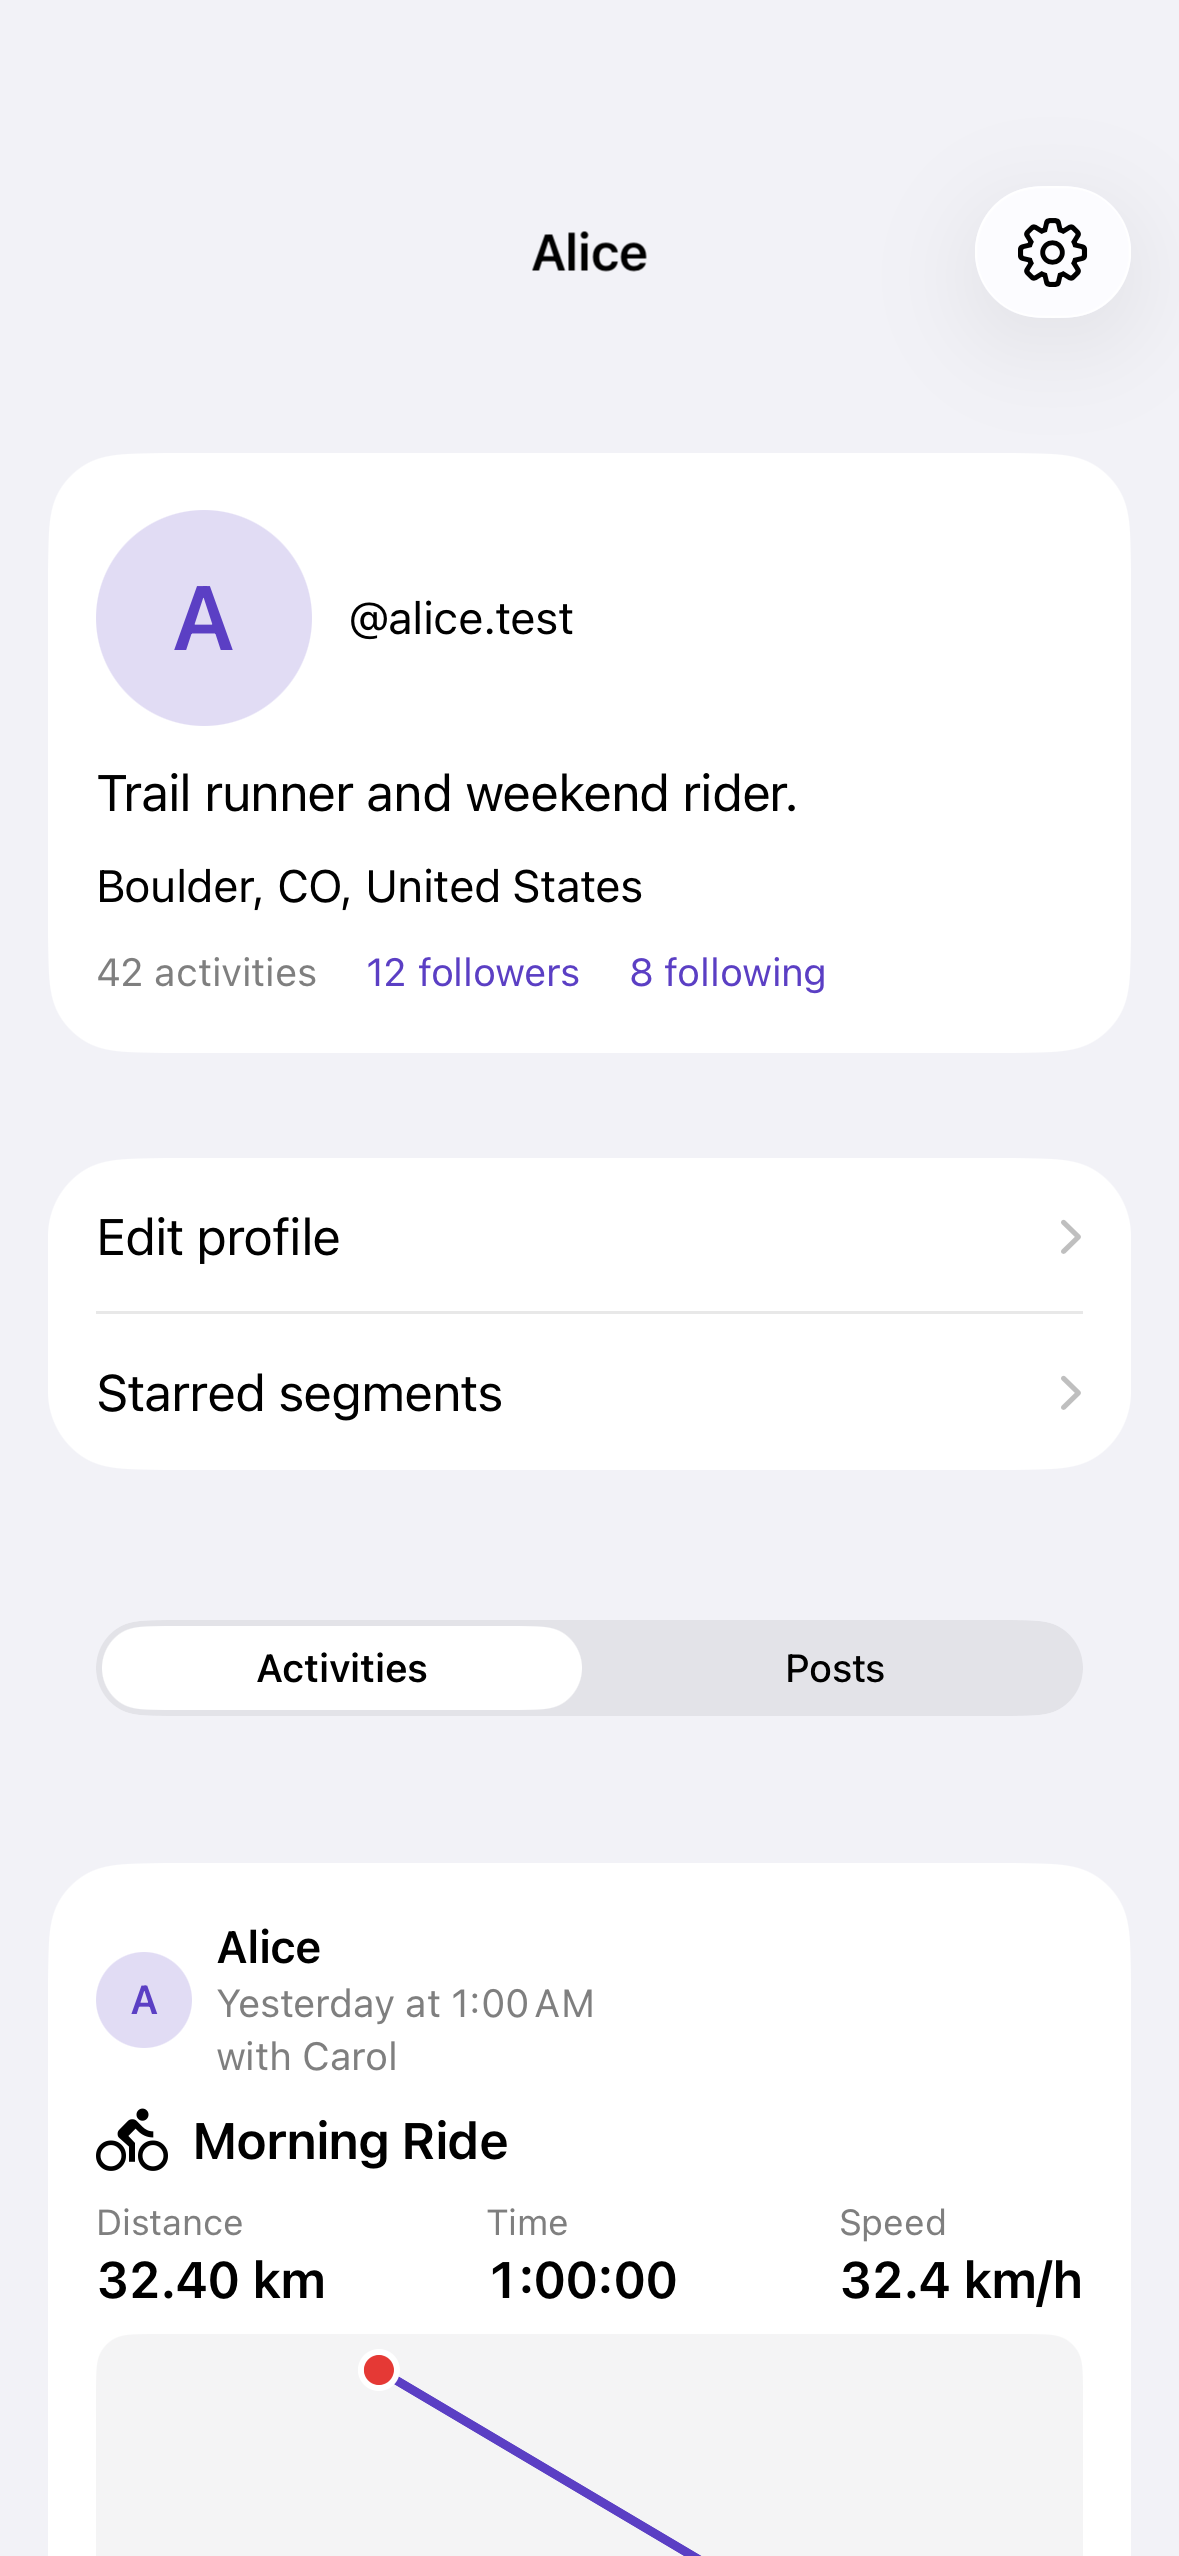 Alice
A
@alice.test
Trail runner and weekend rider.
Boulder, CO, United States
42 activities 12 followers 8 following
Edit profile
Starred segments
Activities Posts
Alice
A
Yesterday at 1:00 AM
with Carol
Morning Ride
Distance Time Speed
32.40 km 1:00:00 32.4 km/h